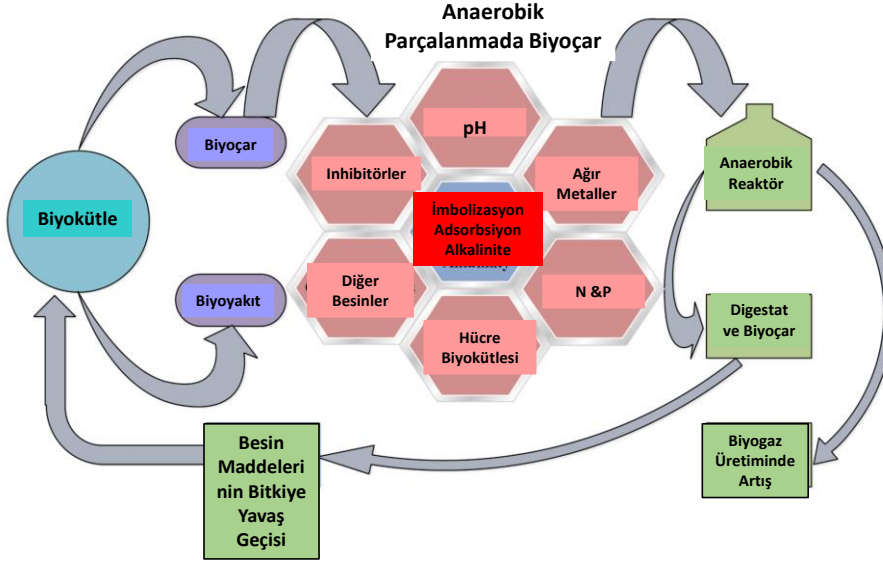 Anaerobik
Parçalanmada Biyoçar
Biyokütle
Biyoçar
Biyoyakıt
pH
Inhibitörler
Ağır
Metaller
İmbolizasyon
Adsorbsiyon
Alkalinite
Diğer
Besinler
N &P
Hücre
Biyokütlesi
Anaerobik
Reaktör
Digestat
ve Biyoçar
Biyogaz
Üretiminde
Artış
Besin
Maddeleri
nin Bitkiye
Yavaş
Geçişi